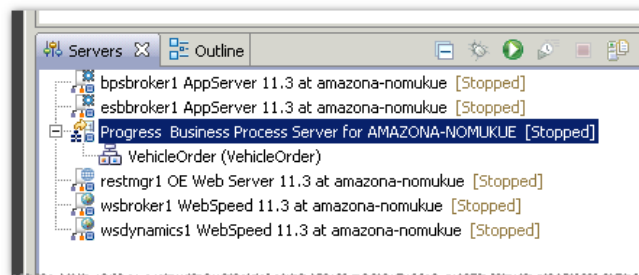 Servers Outline
bpsbroker1 AppServer 11.3 at amazona-nomukue [Stopped]
esbbroker1 AppServer 11.3 at amazona-nomukue [Stopped]
Progress Business Process Server for AMAZONA-NOMUKUE [Stopped]
VehicleOrder (VehicleOrder)
restmgr1 OE Web Server 11.3 at amazona-nomukue [Stopped]
wsbroker1 WebSpeed 11.3 at amazona-nomukue [Stopped]
wsdynamics1 WebSpeed 11.3 at amazona-nomukue [Stopped]